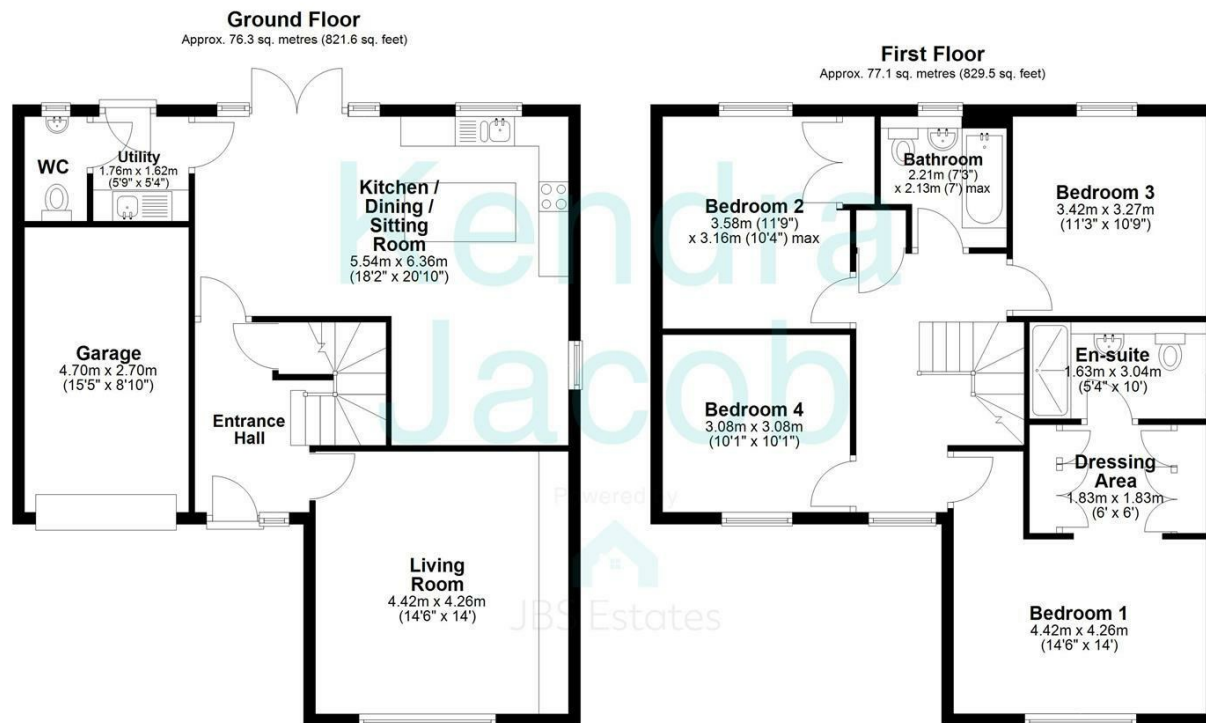 Ground Floor
Approx. 76.3 sq. metres (821.6 sq. feet)
WC
Utility
1.76m x 1.62m
(5'9" x 5'4")
Kitchen /
Dining /
Sitting
Room
5.54m x 6.36m
(18'2" x 20'10")
Garage
4.70m x 2.70m
(15'5" x 8'10")
Entrance
Hall
Living
Room
4.42m x 4.26m
(14'6" x 14')
First Floor
Approx. 77.1 sq. metres (829.5 sq. feet)
Bedroom 2
3.58m (11'9")
x 3.16m (10'4") max
Bathroom
2.21m (7'3")
x 2.13m (7') max
Bedroom 3
3.42m x 3.27m
(11'3" x 10'9")
Bedroom 4
3.08m x 3.08m
(10'1" x 10'1")
En-suite
1.63m x 3.04m
(5'4" x 10')
Dressing
Area
1.83m x 1.83m
(6' x 6')
Bedroom 1
4.42m x 4.26m
(14'6" x 14')
Kendra
Jacob
Powered by
JBS Estates